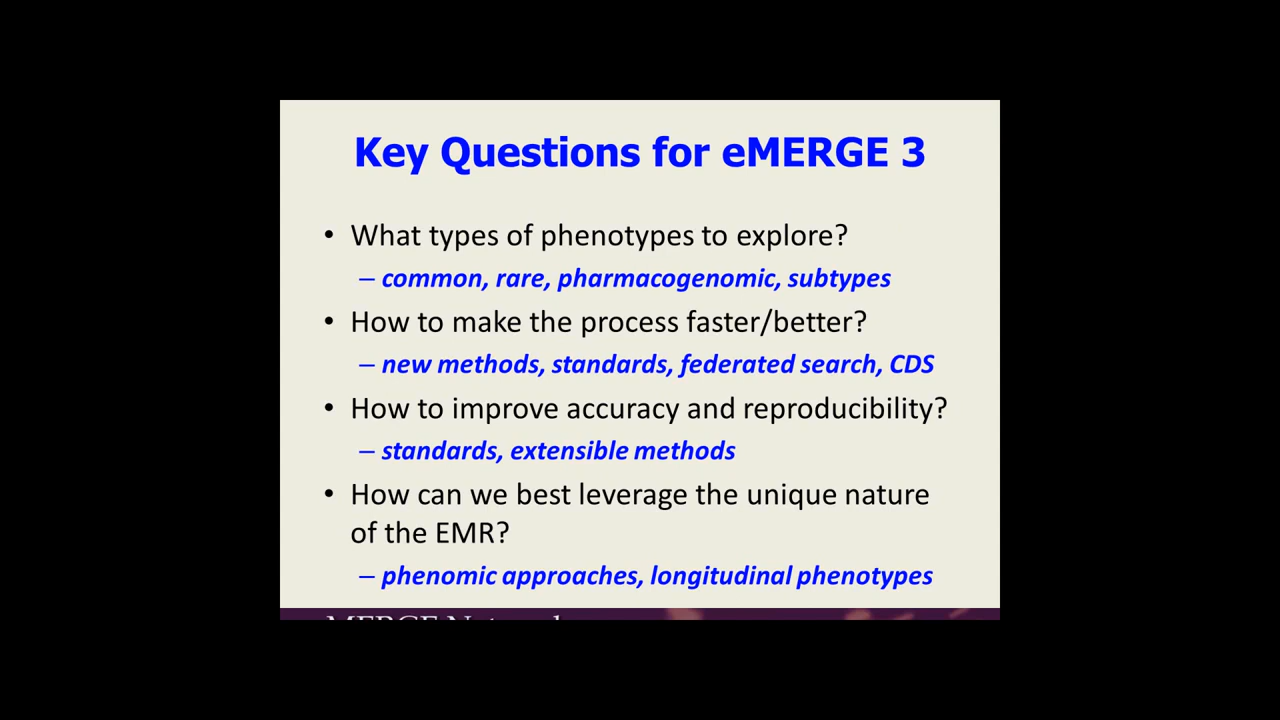 Key Questions for eMERGE 3
• What types of phenotypes to explore?
– common, rare, pharmacogenomic, subtypes
• How to make the process faster/better?
– new methods, standards, federated search, CDS
• How to improve accuracy and reproducibility?
– standards, extensible methods
• How can we best leverage the unique nature
of the EMR?
– phenomic approaches, longitudinal phenotypes